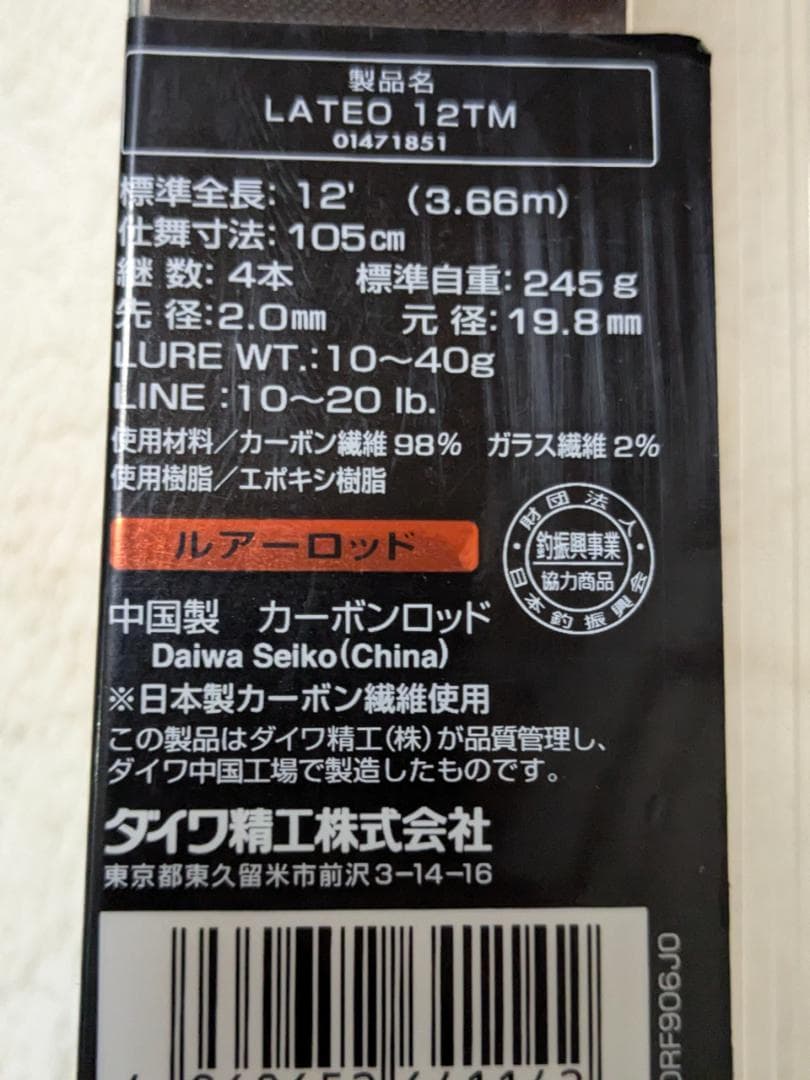 製品名
LATEO 12TM
01471851
標準全長: 12' (3.66m)
仕舞寸法: 105cm
継数: 4本 標準自重: 245g
先径:2.0mm 元径:19.8mm
LURE WT.:10〜40g
LINE :10〜20 lb.
使用材料/カーボン繊維98% ガラス繊維2%
使用樹脂/エポキシ樹脂
財団法人
釣振興事業
協力商品
日本釣振興会
ルアーロッド
中国製 カーボンロッド
Daiwa Seiko(China)
※日本製カーボン繊維使用
この製品はダイワ精工(株)が品質管理し、
ダイワ中国工場で製造したものです。
ダイワ精工株式会社
東京都東久留米市前沢3-14-16